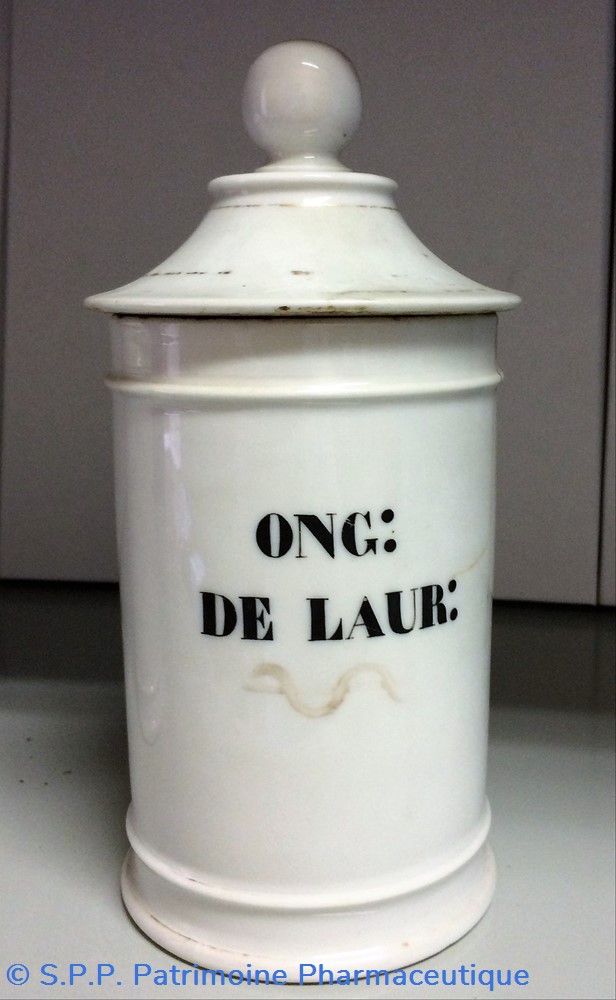 ONG:
DE LAUR:
© S.P.P. Patrimoine Pharmaceutique